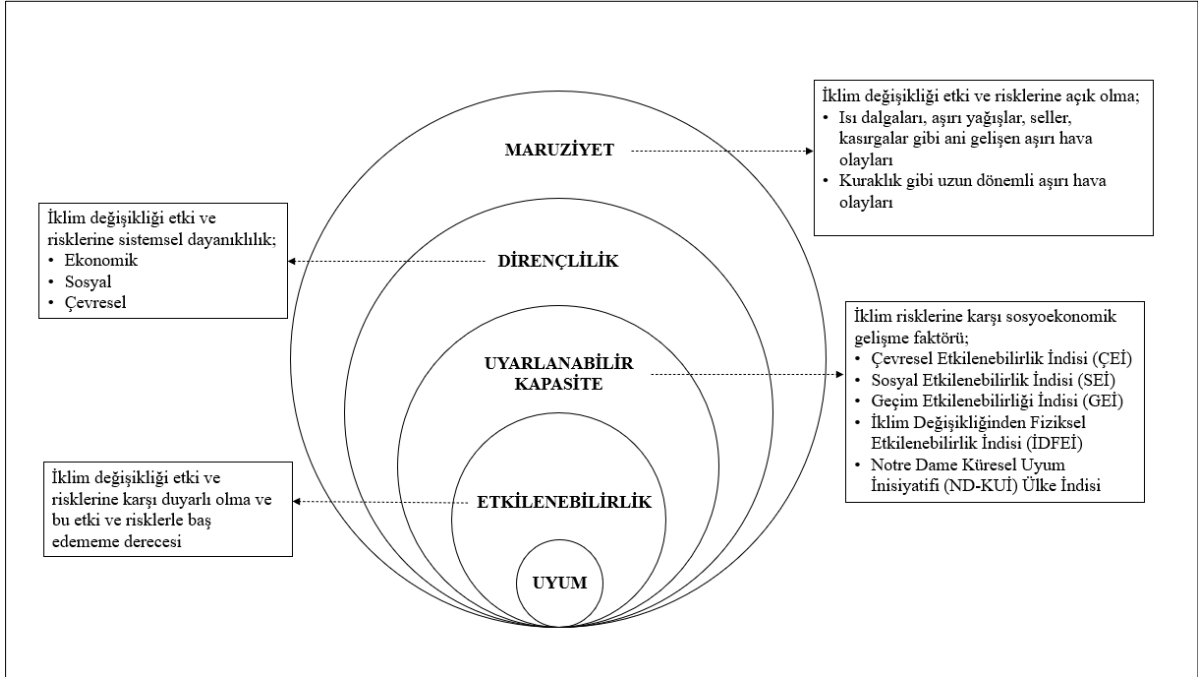 MARUZİYET
İklim değişikliği etki ve risklerine açık olma;
• Isı dalgaları, aşırı yağışlar, seller,
kasırgalar gibi ani gelişen aşırı hava
olayları
• Kuraklık gibi uzun dönemli aşırı hava
olayları
İklim değişikliği etki ve
risklerine sistemsel dayanıklılık;
• Ekonomik
• Sosyal
• Çevresel
DİRENÇLİLİK
UYARLANABİLİR
KAPASİTE
İklim risklerine karşı sosyoekonomik
gelişme faktörü;
• Çevresel Etkilenebilirlik İndisi (ÇEİ)
• Sosyal Etkilenebilirlik İndisi (SEİ)
• Geçim Etkilenebilirliği İndisi (GEİ)
• İklim Değişikliğinden Fiziksel
Etkilenebilirlik İndisi (İDFEİ)
• Notre Dame Küresel Uyum
İnisiyatifi (ND-KUİ) Ülke İndisi
İklim değişikliği etki ve
risklerine karşı duyarlı olma ve
bu etki ve risklerle baş
edememe derecesi
ETKİLENEBİLİRLİK
UYUM